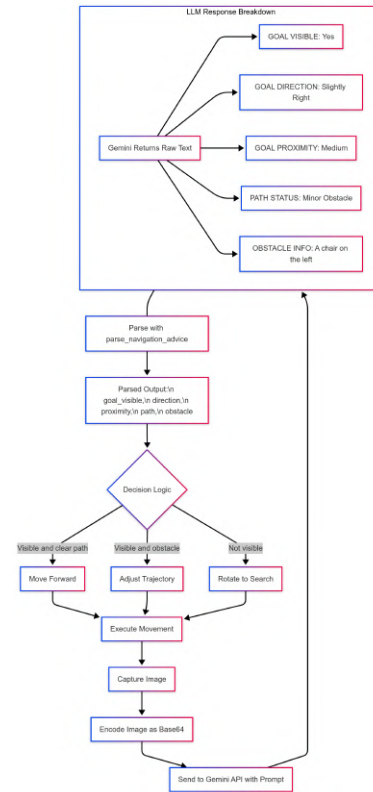 LLM Response Breakdown
GOAL VISIBLE: Yes
GOAL DIRECTION: Slightly
Right
Gemini Returns Raw Text
GOAL PROXIMITY: Medium
PATH STATUS: Minor Obstacle
OBSTACLE INFO: A chair on
the left
Parse with
parse_navigation_advice
Parsed Output:\n
goal_visible,\n direction,\n
proximity,\n path,\n obstacle
Decision Logic
Visible and clear path
Visible and obstacle
Not visible
Move Forward
Adjust Trajectory
Rotate to Search
Execute Movement
Capture Image
Encode Image as Base64
Send to Gemini API with Prompt